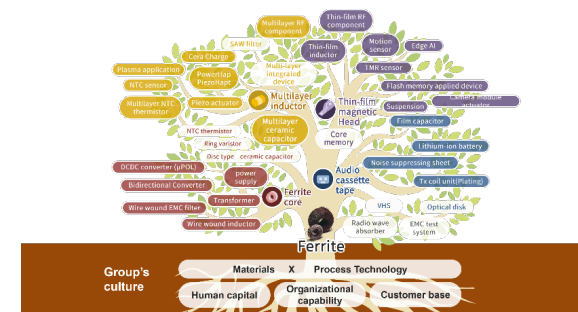 Multilayer RF
component
Thin-film RF
component
SAW filter
Thin-film
inductor
Motion
sensor
Edge AI
Cera Charge
Multi-layer
integrated
device
TMR sensor
Plasma application
PowerTap
PiezoHapt
NTC sensor
Flash memory applied device
Multilayer NTC
thermistor
Piezo actuator
Multilayer
inductor
Thin-film
magnetic
Head
Suspension
Camera module
actuator
Film capacitor
Multilayer
ceramic
capacitor
Core
memory
NTC thermistor
Ring varistor
Disc type ceramic capacitor
Lithium-ion battery
Noise suppressing sheet
DCDC converter (μPOL)
power
supply
Audio
cassette
tape
Tx coil unit(Plating)
Bidirectional Converter
Transformer
Ferrite
core
Wire wound EMC filter
VHS
Optical disk
Wire wound inductor
Radio wave
absorber
EMC test
system
Ferrite
Group's
culture
Materials X Process Technology
Human capital
Organizational
capability
Customer base